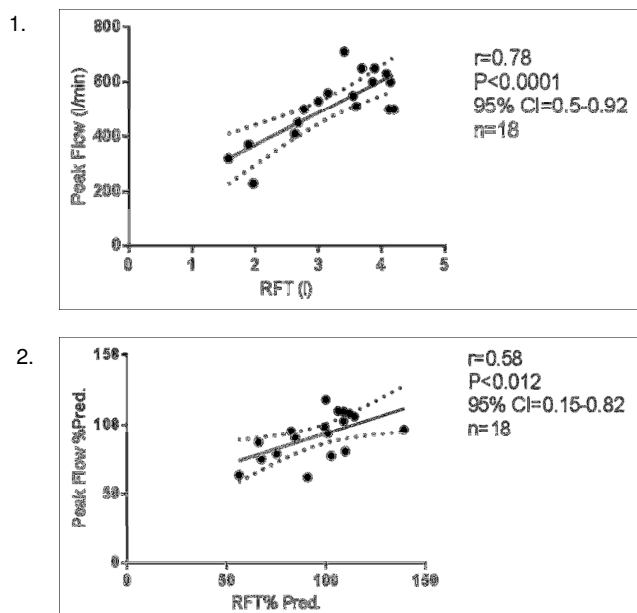 1.
800
600
400
200
0
Peak Flow (l/min)
0 1 2 3 4 5
RFT (l)
r=0.78
P<0.0001
95% CI=0.5-0.92
n=18
2.
150
100
50
0
Peak Flow %Pred.
0 50 100 150
RFT% Pred.
r=0.58
P<0.012
95% CI=0.15-0.82
n=18